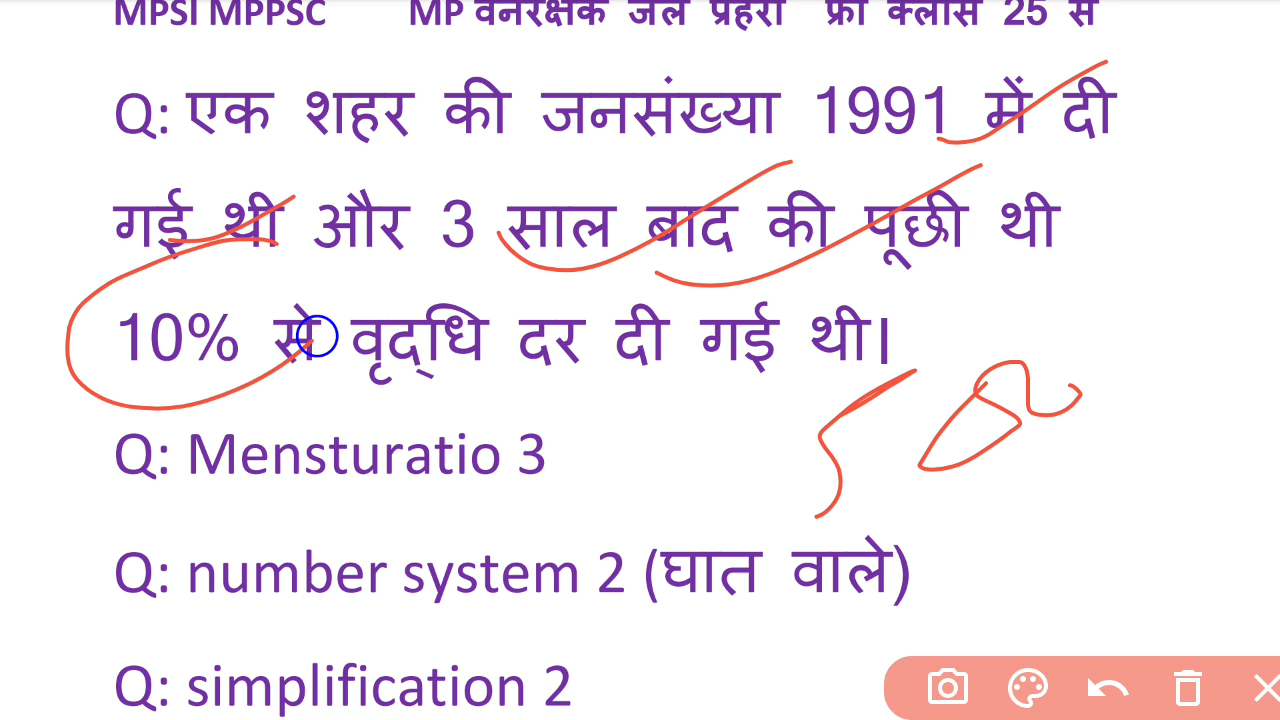 MPSI MPPSC MP वनरक्षक जेल प्रहरी फ्री क्लास 25 से
Q: एक शहर की जनसंख्या 1991 में दी
गई थी और 3 साल बाद की पूछी थी
10% से वृद्धि दर दी गई थी।
Q: Mensturatio 3
Q: number system 2 (घात वाले)
Q: simplification 2